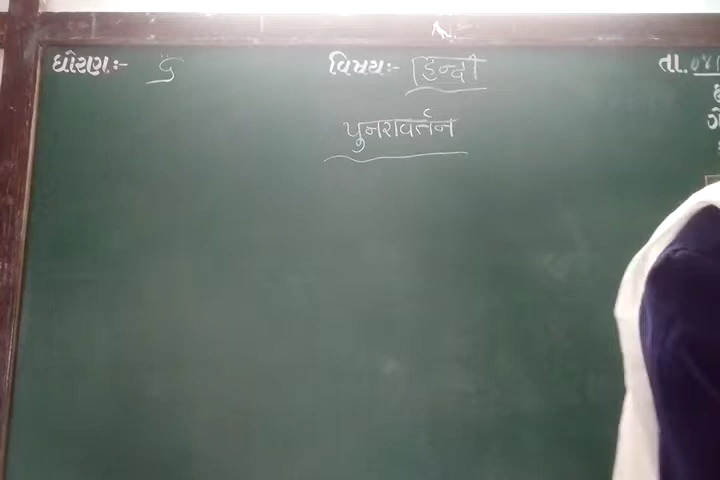 ધોરણ:- ૬ વિષય:- हिन्दी તા.
पुनरावर्तन